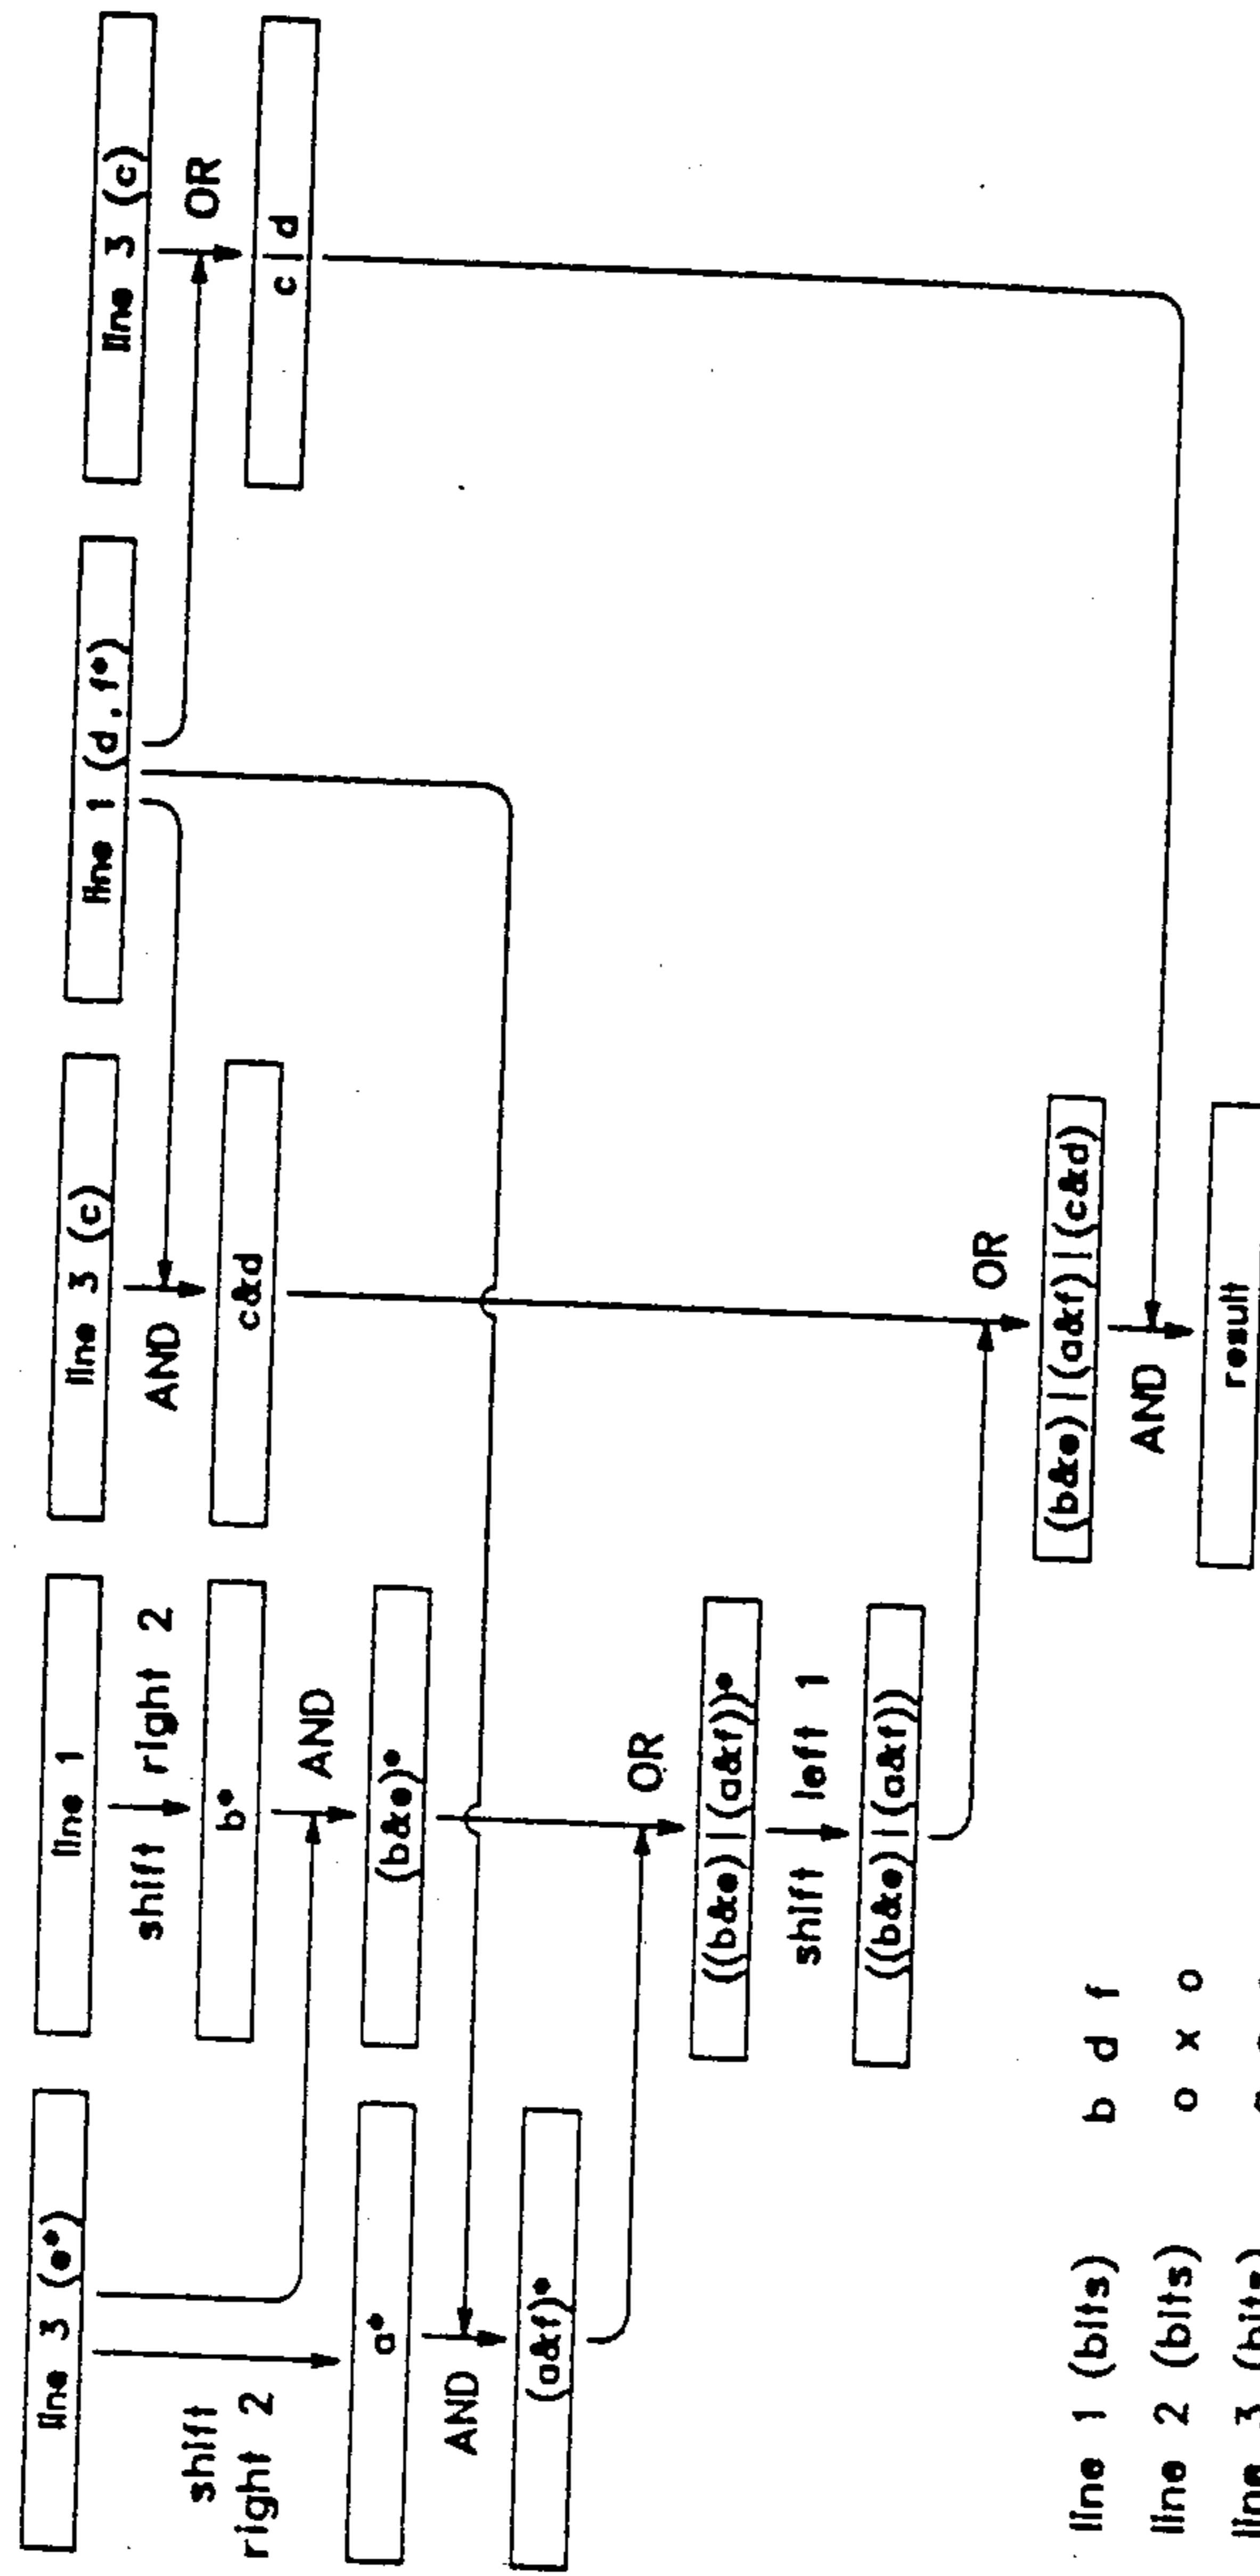 line 3 (e*)
line 1
line 3 (c)
line 1 (d, f*)
line 3 (c)
shift
right 2
shift right 2
AND
OR
a*
b*
c&d
c | d
AND
AND
(a&f)*
(b&e)*
OR
((b&e)|(a&f))*
shift left 1
((b&e)|(a&f))
OR
(b&e)|(a&f)|(c&d)
AND
result
line 1 (bits) b d f
line 2 (bits) o x o
line 3 (bits)